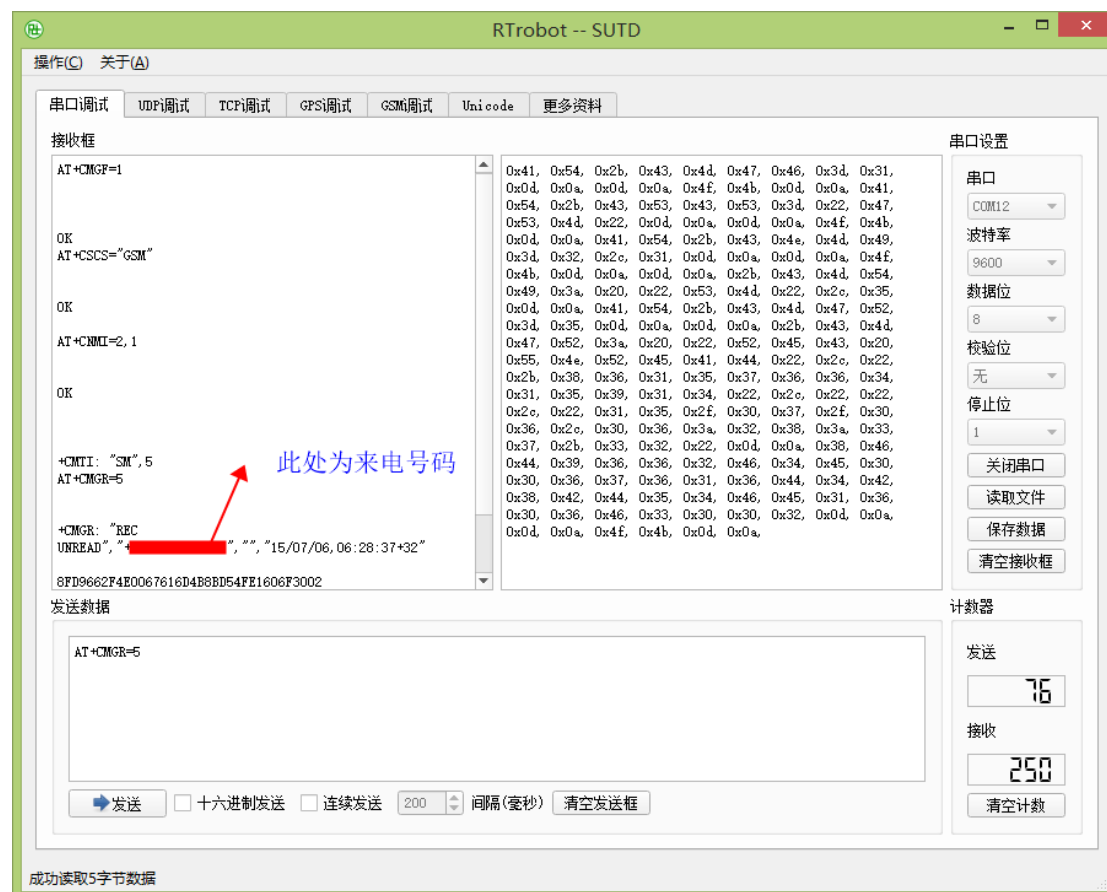 RTrobot -- SUTD
操作(C) 关于(A)
串口调试 UDP调试 TCP调试 GPS调试 GSM调试 Unicode 更多资料
接收框
AT+CMGF=1
OK
AT+CSCS="GSM"
OK
AT+CNMI=2,1
OK
+CMTI: "SM",5
AT+CMGR=5
+CMGR: "REC
UNREAD","+ ","","15/07/06,06:28:37+32"
8FD9662F4E0067616D4B8BD54FE1606F3002
此处为来电号码
0x41, 0x54, 0x2b, 0x43, 0x4d, 0x47, 0x46, 0x3d, 0x31,
0x0d, 0x0a, 0x0d, 0x0a, 0x4f, 0x4b, 0x0d, 0x0a, 0x41,
0x54, 0x2b, 0x43, 0x53, 0x43, 0x53, 0x3d, 0x22, 0x47,
0x53, 0x4d, 0x22, 0x0d, 0x0a, 0x0d, 0x0a, 0x4f, 0x4b,
0x0d, 0x0a, 0x41, 0x54, 0x2b, 0x43, 0x4e, 0x4d, 0x49,
0x3d, 0x32, 0x2c, 0x31, 0x0d, 0x0a, 0x0d, 0x0a, 0x4f,
0x4b, 0x0d, 0x0a, 0x0d, 0x0a, 0x2b, 0x43, 0x4d, 0x54,
0x49, 0x3a, 0x20, 0x22, 0x53, 0x4d, 0x22, 0x2c, 0x35,
0x0d, 0x0a, 0x41, 0x54, 0x2b, 0x43, 0x4d, 0x47, 0x52,
0x3d, 0x35, 0x0d, 0x0a, 0x0d, 0x0a, 0x2b, 0x43, 0x4d,
0x47, 0x52, 0x3a, 0x20, 0x22, 0x52, 0x45, 0x43, 0x20,
0x55, 0x4e, 0x52, 0x45, 0x41, 0x44, 0x22, 0x2c, 0x22,
0x2b, 0x38, 0x36, 0x31, 0x35, 0x37, 0x36, 0x36, 0x34,
0x31, 0x35, 0x39, 0x31, 0x34, 0x22, 0x2c, 0x22, 0x22,
0x2c, 0x22, 0x31, 0x35, 0x2f, 0x30, 0x37, 0x2f, 0x30,
0x36, 0x2c, 0x30, 0x36, 0x3a, 0x32, 0x38, 0x3a, 0x33,
0x37, 0x2b, 0x33, 0x32, 0x22, 0x0d, 0x0a, 0x38, 0x46,
0x44, 0x39, 0x36, 0x36, 0x32, 0x46, 0x34, 0x45, 0x30,
0x30, 0x36, 0x37, 0x36, 0x31, 0x36, 0x44, 0x34, 0x42,
0x38, 0x42, 0x44, 0x35, 0x34, 0x46, 0x45, 0x31, 0x36,
0x30, 0x36, 0x46, 0x33, 0x30, 0x30, 0x32, 0x0d, 0x0a,
0x0d, 0x0a, 0x4f, 0x4b, 0x0d, 0x0a,
串口设置
串口
COM12
波特率
9600
数据位
8
校验位
无
停止位
1
关闭串口
读取文件
保存数据
清空接收框
发送数据
AT+CMGR=5
发送 十六进制发送 连续发送 200 间隔(毫秒) 清空发送框
计数器
发送
76
接收
250
清空计数
成功读取5字节数据